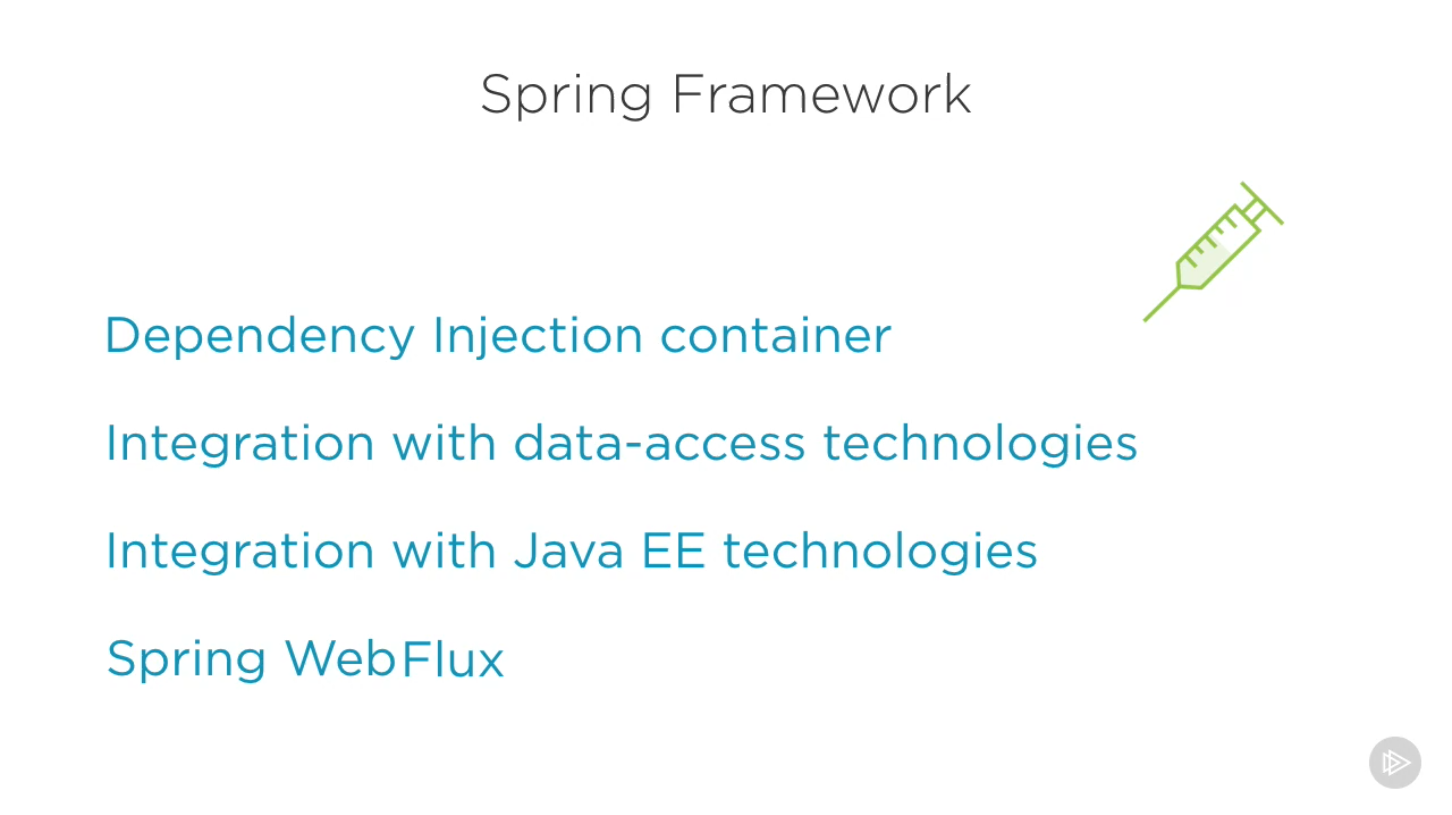 Spring Framework
Dependency Injection container
Integration with data-access technologies
Integration with Java EE technologies
Spring WebFlux